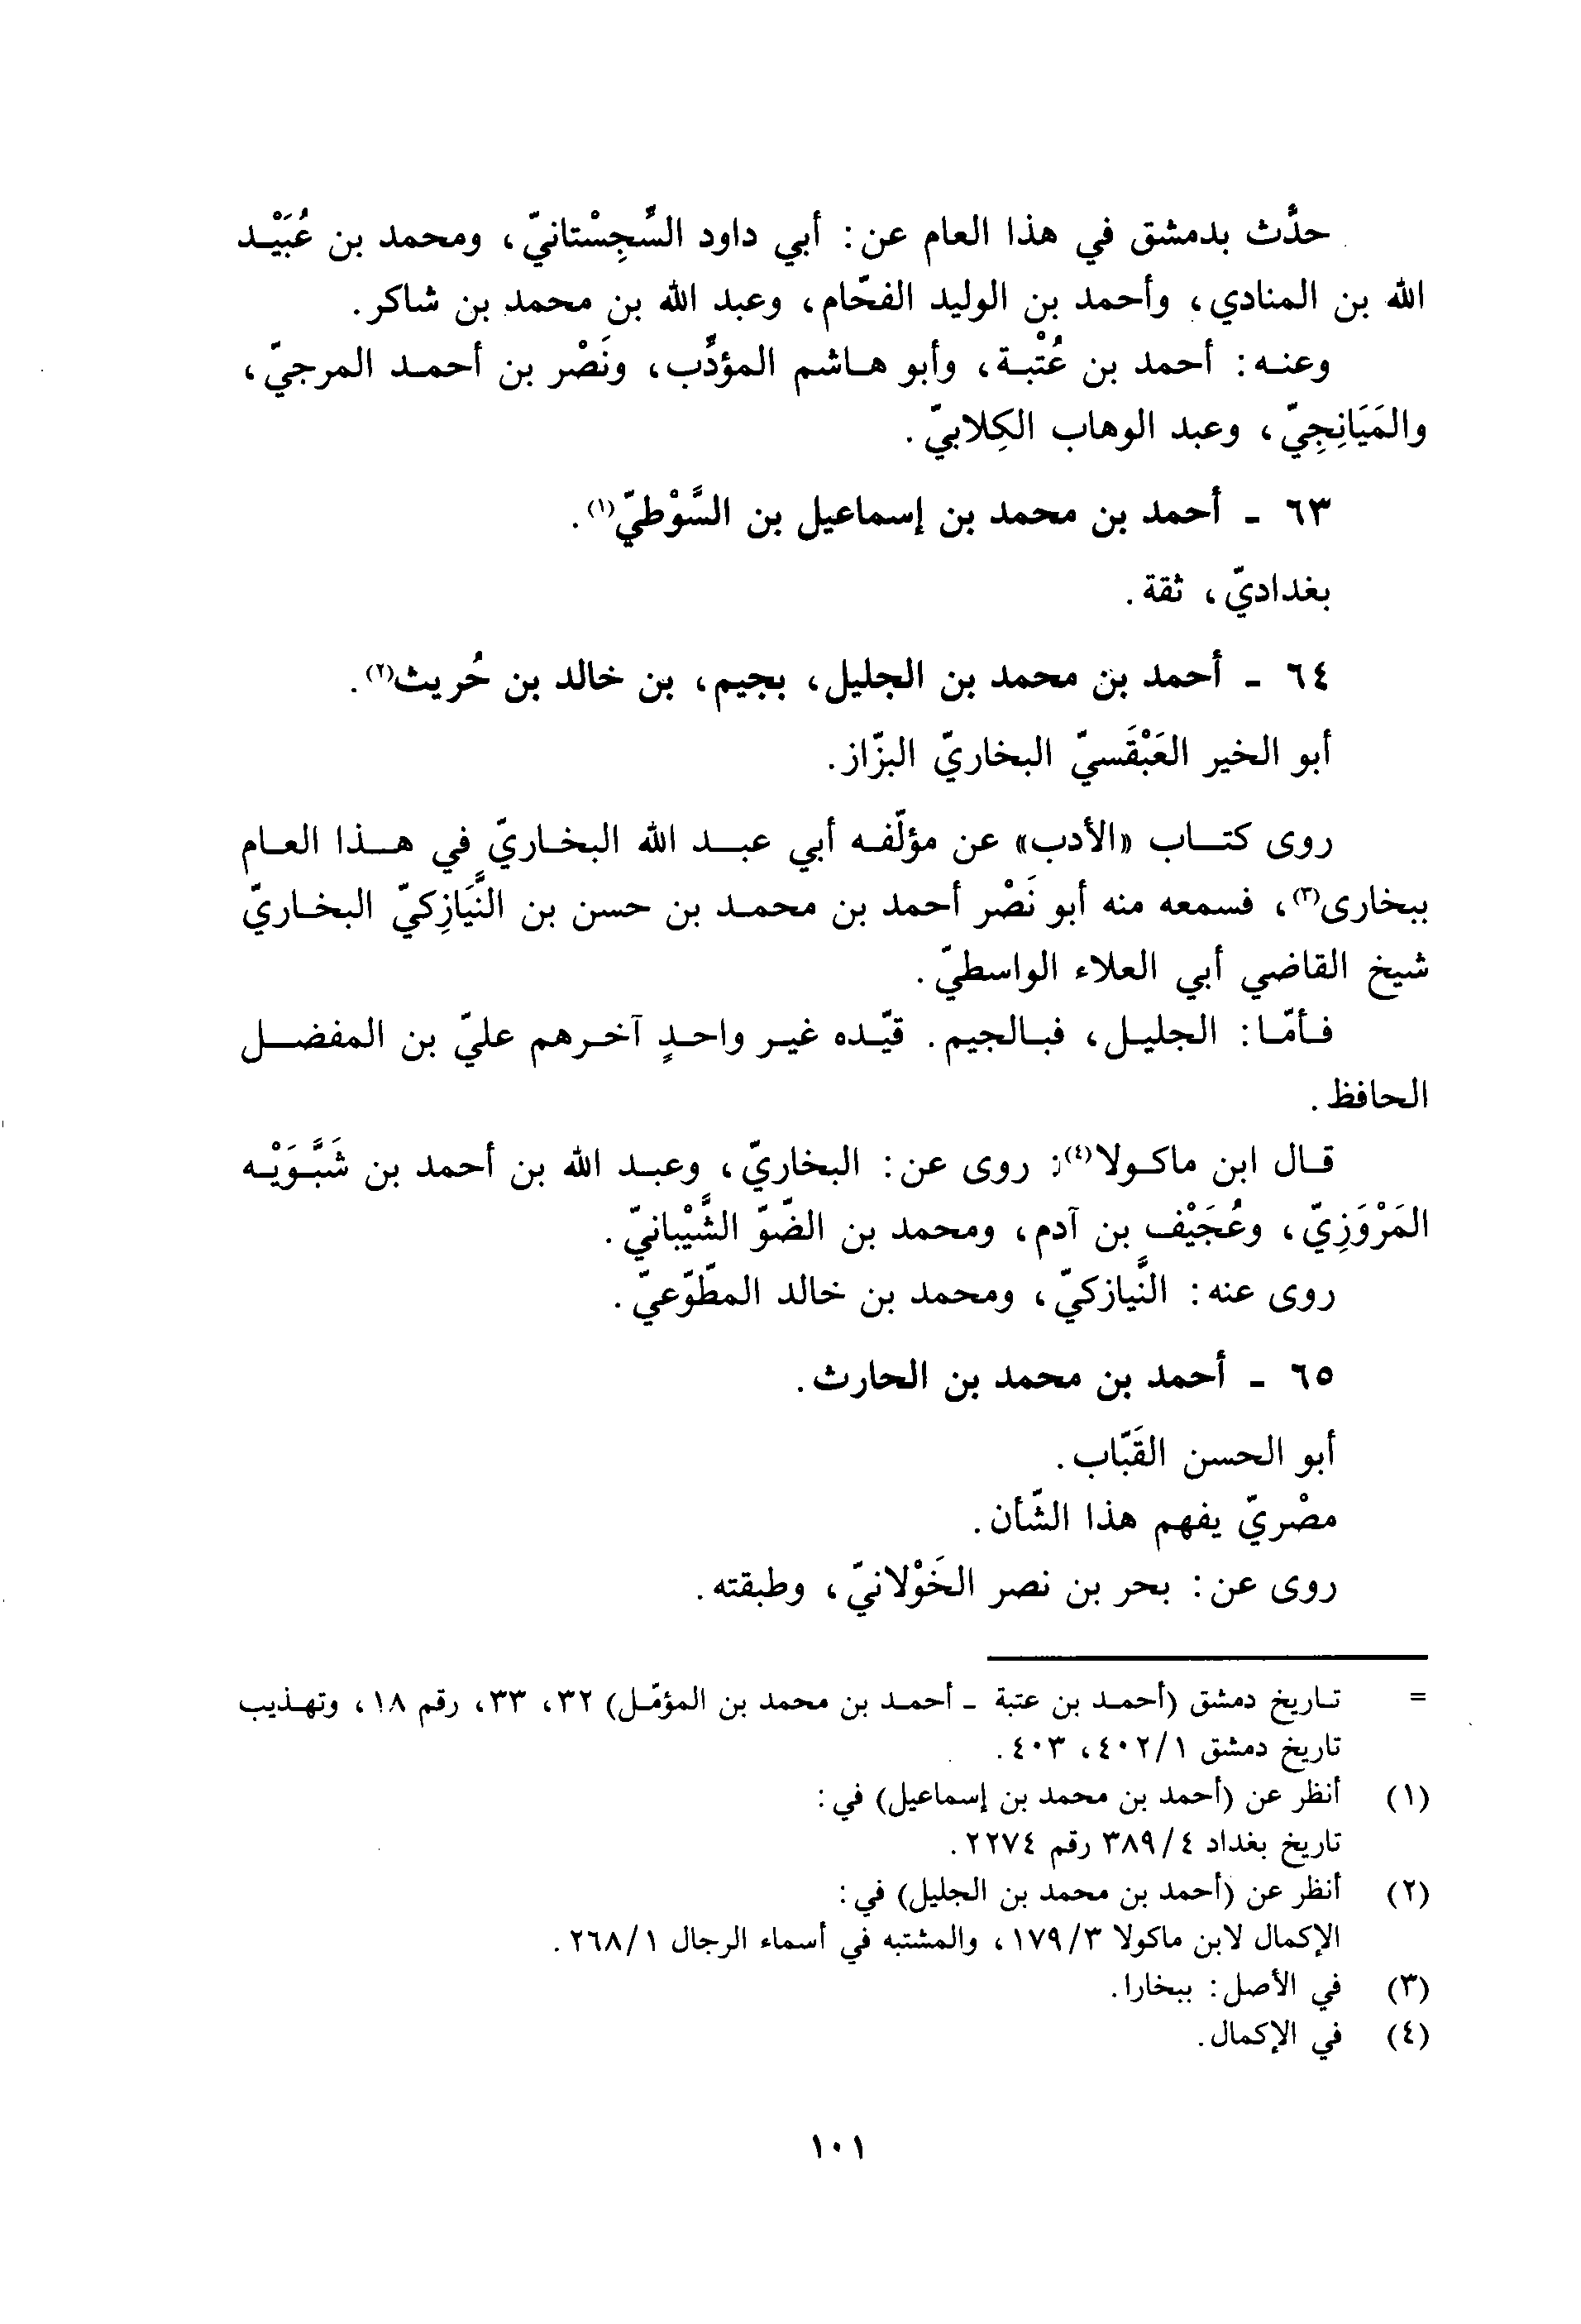 حدَّث بدمشق في هذا العام عن: أبي داود السِّجِسْتانيّ، ومحمد بن عُبَيْد
الله بن المنادي، وأحمد بن الوليد الفحّام، وعبد الله بن محمد بن شاكر.
وعنه: أحمد بن عُتْبة، وأبو هاشم المؤدِّب، ونَصْر بن أحمد المرجيّ،
والمَيَانِجِيّ، وعبد الوهاب الكِلابيّ.
٦٣ - أحمد بن محمد بن إسماعيل بن السَّوْطيّ(١).
بغداديّ، ثقة.
٦٤ - أحمد بن محمد بن الجليل، بجيم، بن خالد بن حُريث(٢).
أبو الخير العَبْقَسيّ البخاريّ البزّاز.
روى كتاب «الأدب» عن مؤلّفه أبي عبد الله البخاريّ في هذا العام
ببخارى(٣)، فسمعه منه أبو نَصْر أحمد بن محمد بن حسن بن النِّيَازِكيّ البخاريّ
شيخ القاضي أبي العلاء الواسطيّ.
فأمّا: الجليل، فبالجيم. قيّده غير واحدٍ آخرهم عليّ بن المفضل
الحافظ.
قال ابن ماكولا(٤): روى عن: البخاريّ، وعبد الله بن أحمد بن شَبَّوَيْه
المَرْوَزِيّ، وعُجَيْف بن آدم، ومحمد بن الضّوّ الشَّيْبانيّ.
روى عنه: النِّيازكيّ، ومحمد بن خالد المطّوّعيّ.
٦٥ - أحمد بن محمد بن الحارث.
أبو الحسن القَبّاب.
مصْريّ يفهم هذا الشّأن.
روى عن: بحر بن نصر الخَوْلانيّ، وطبقته.
= تاريخ دمشق (أحمد بن عتبة - أحمد بن محمد بن المؤمّل) ٣٢، ٣٣، رقم ١٨، وتهذيب
تاريخ دمشق ٤٠٢/١، ٤٠٣.
(١) أنظر عن (أحمد بن محمد بن إسماعيل) في:
تاريخ بغداد ٣٨٩/٤ رقم ٢٢٧٤.
(٢) أنظر عن (أحمد بن محمد بن الجليل) في:
الإكمال لابن ماكولا ١٧٩/٣، والمشتبه في أسماء الرجال ٢٦٨/١.
(٣) في الأصل: ببخارا.
(٤) في الإكمال.
١٠١